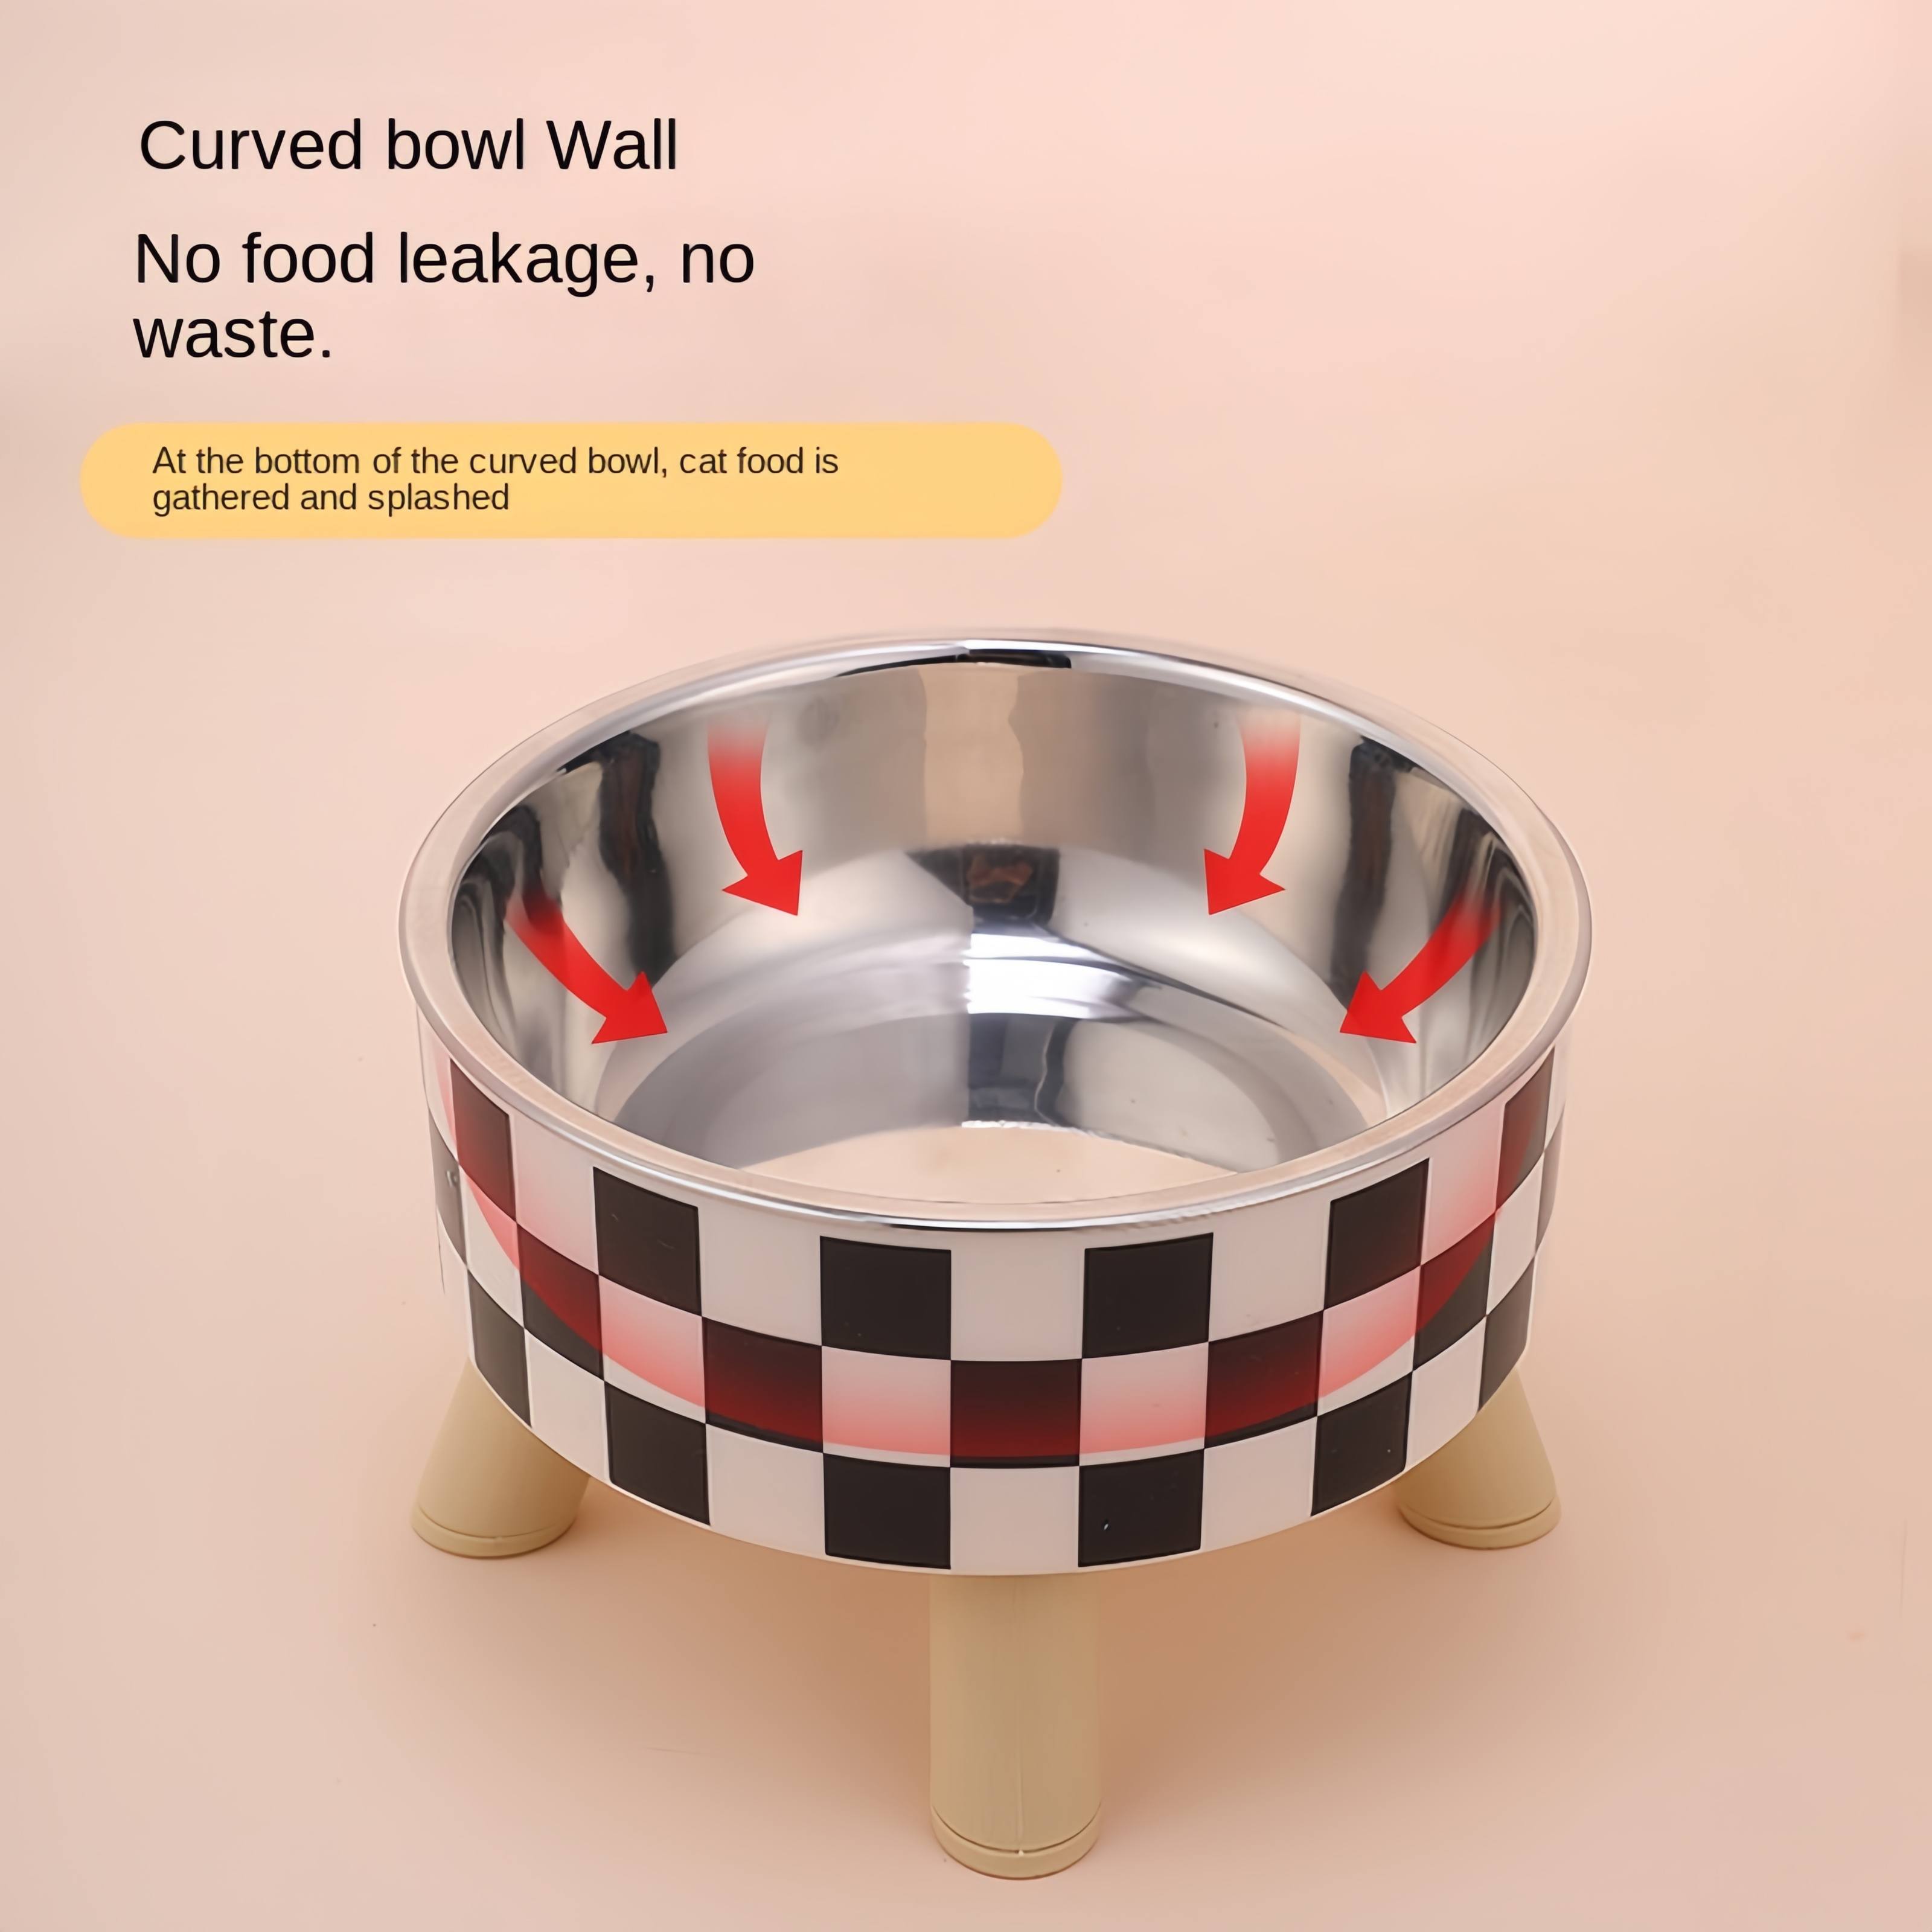 Curved bowl Wall
No food leakage, no
waste.
At the bottom of the curved bowl, cat food is
gathered and splashed